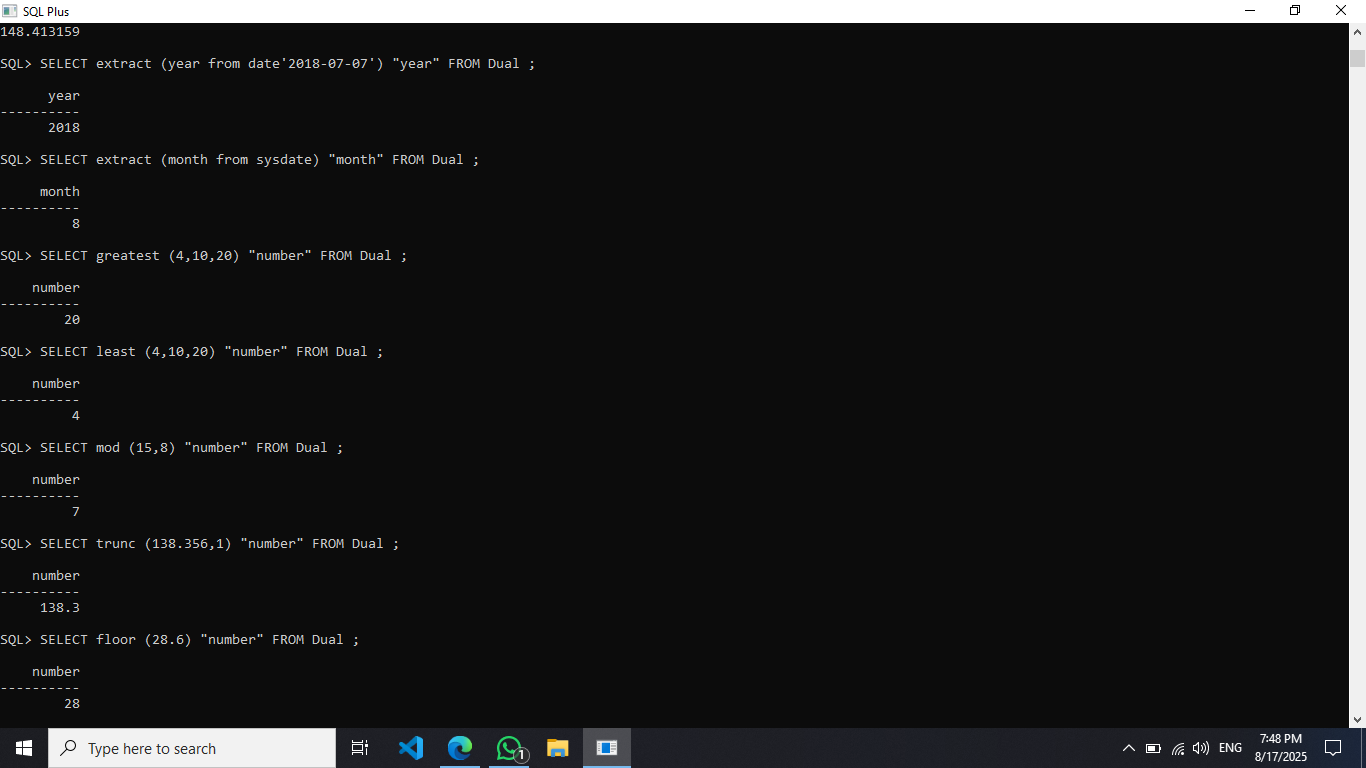 SQL Plus
148.413159
SQL> SELECT extract (year from date'2018-07-07') "year" FROM Dual ;
year
----------
2018
SQL> SELECT extract (month from sysdate) "month" FROM Dual ;
month
----------
8
SQL> SELECT greatest (4,10,20) "number" FROM Dual ;
number
----------
20
SQL> SELECT least (4,10,20) "number" FROM Dual ;
number
----------
4
SQL> SELECT mod (15,8) "number" FROM Dual ;
number
----------
7
SQL> SELECT trunc (138.356,1) "number" FROM Dual ;
number
----------
138.3
SQL> SELECT floor (28.6) "number" FROM Dual ;
number
----------
28
Type here to search
1
ENG
7:48 PM
8/17/2025